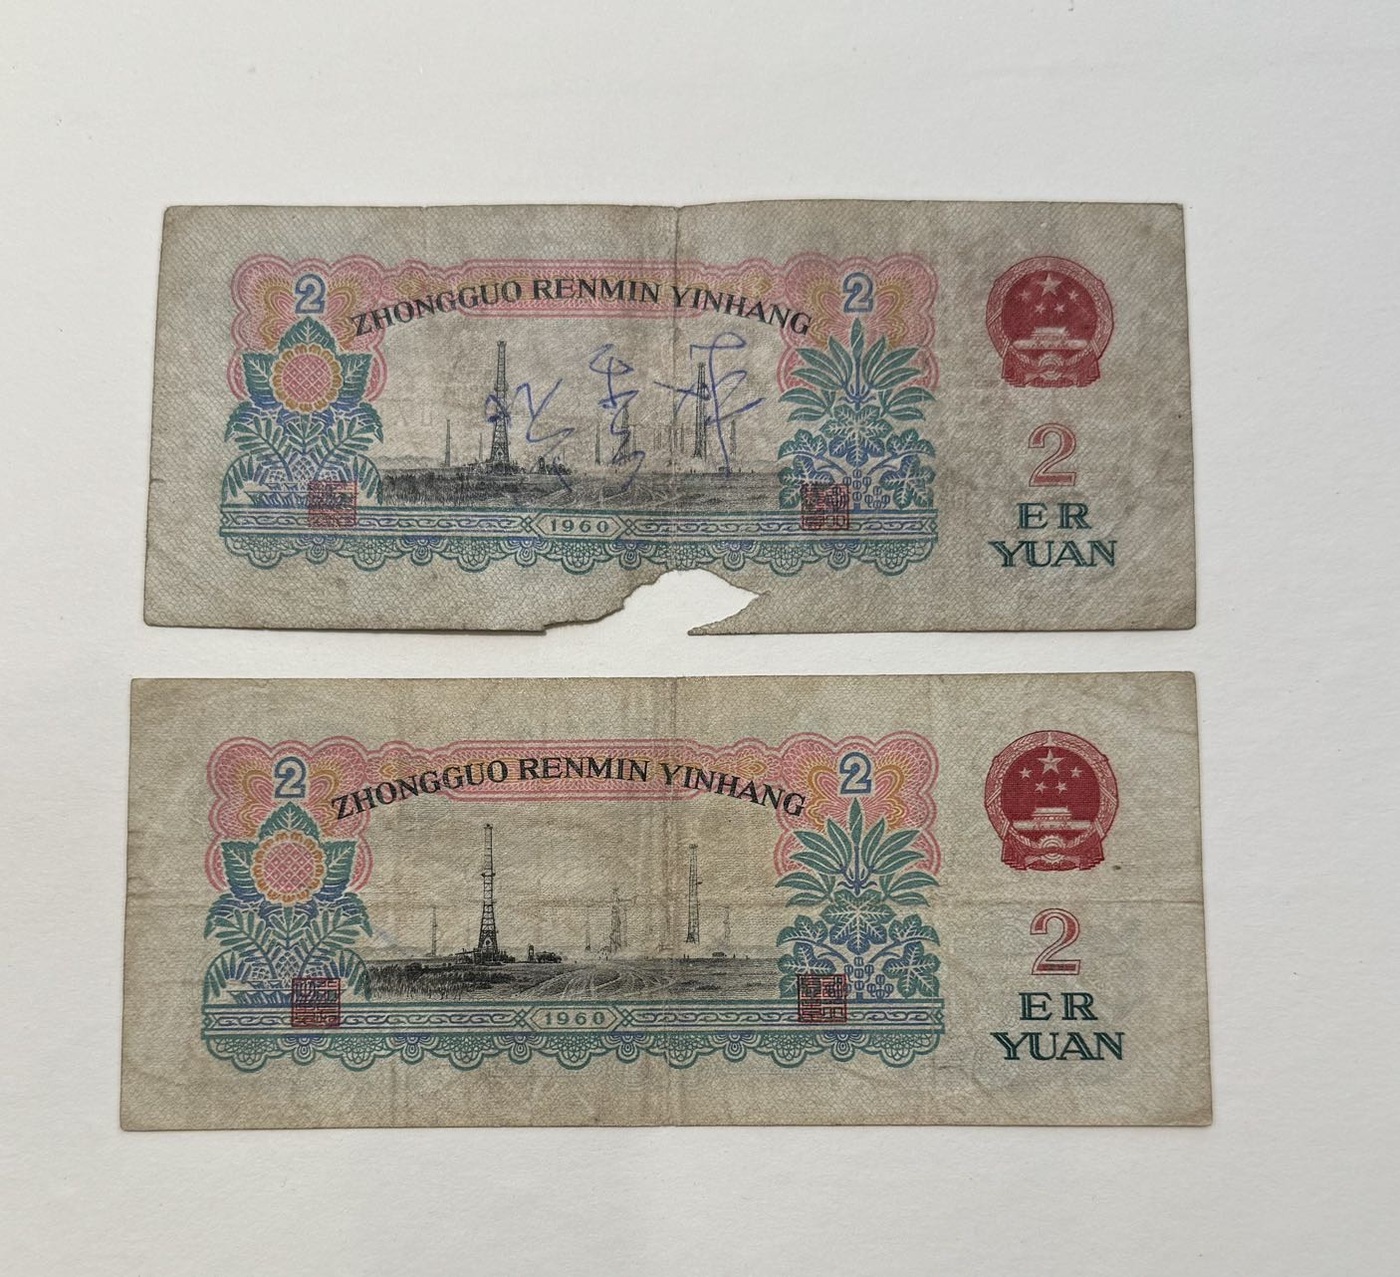 2 2
ZHONGGUO RENMIN YINHANG
2
ER
YUAN
1960
2 2
ZHONGGUO RENMIN YINHANG
2
ER
YUAN
1960